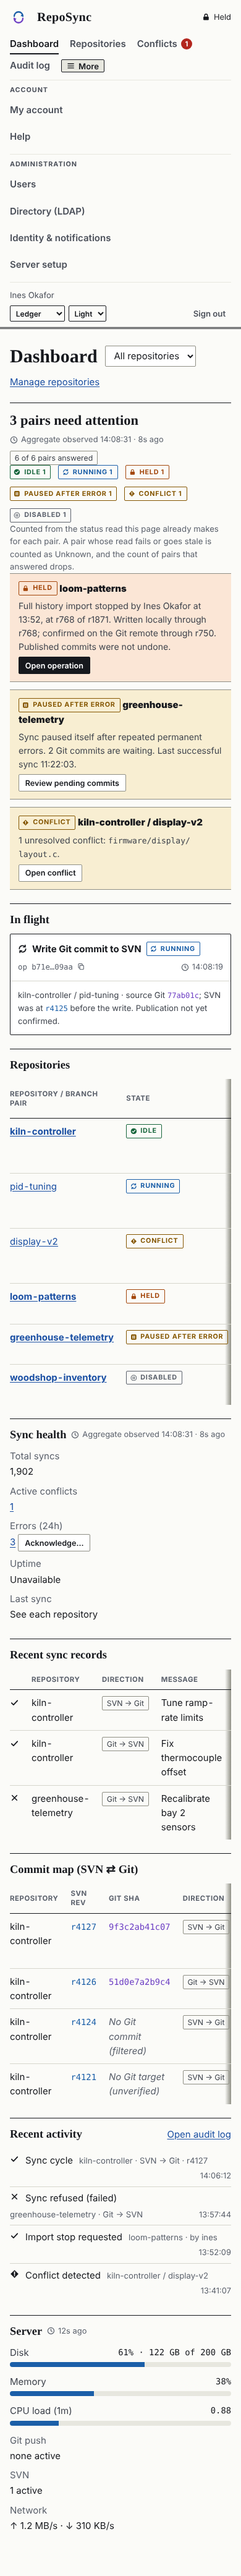 RepoSync
Held
Dashboard Repositories Conflicts 1
Audit log More
ACCOUNT
My account
Help
ADMINISTRATION
Users
Directory (LDAP)
Identity & notifications
Server setup
Ines Okafor
Ledger Light Sign out
Dashboard All repositories
Manage repositories
3 pairs need attention
Aggregate observed 14:08:31 · 8s ago
6 of 6 pairs answered
IDLE 1 RUNNING 1 HELD 1
PAUSED AFTER ERROR 1 CONFLICT 1
DISABLED 1
Counted from the status read this page already makes
for each pair. A pair whose read fails or goes stale is
counted as Unknown, and the count of pairs that
answered drops.
HELD loom-patterns
Full history import stopped by Ines Okafor at
13:52, at r768 of r1871. Written locally through
r768; confirmed on the Git remote through r750.
Published commits were not undone.
Open operation
PAUSED AFTER ERROR greenhouse-
telemetry
Sync paused itself after repeated permanent
errors. 2 Git commits are waiting. Last successful
sync 11:22:03.
Review pending commits
CONFLICT kiln-controller / display-v2
1 unresolved conflict: firmware/display/
layout.c.
Open conflict
In flight
Write Git commit to SVN RUNNING
op b71e…09aa 14:08:19
kiln-controller / pid-tuning · source Git 77ab01c; SVN
was at r4125 before the write. Publication not yet
confirmed.
Repositories
REPOSITORY / BRANCH
PAIR STATE
kiln-controller IDLE
pid-tuning RUNNING
display-v2 CONFLICT
loom-patterns HELD
greenhouse-telemetry PAUSED AFTER ERROR
woodshop-inventory DISABLED
Sync health Aggregate observed 14:08:31 · 8s ago
Total syncs
1,902
Active conflicts
1
Errors (24h)
3 Acknowledge…
Uptime
Unavailable
Last sync
See each repository
Recent sync records
REPOSITORY DIRECTION MESSAGE
kiln-
controller SVN → Git Tune ramp-
rate limits
kiln-
controller Git → SVN Fix
thermocouple
offset
greenhouse-
telemetry Git → SVN Recalibrate
bay 2
sensors
Commit map (SVN ⇄ Git)
REPOSITORY SVN
REV GIT SHA DIRECTION
kiln-
controller r4127 9f3c2ab41c07 SVN → Git
kiln-
controller r4126 51d0e7a2b9c4 Git → SVN
kiln-
controller r4124 No Git
commit
(filtered) SVN → Git
kiln-
controller r4121 No Git target
(unverified) SVN → Git
Recent activity Open audit log
Sync cycle kiln-controller · SVN → Git · r4127
14:06:12
Sync refused (failed)
greenhouse-telemetry · Git → SVN 13:57:44
Import stop requested loom-patterns · by ines
13:52:09
Conflict detected kiln-controller / display-v2
13:41:07
Server 12s ago
Disk 61% · 122 GB of 200 GB
Memory 38%
CPU load (1m) 0.88
Git push
none active
SVN
1 active
Network
↑ 1.2 MB/s · ↓ 310 KB/s